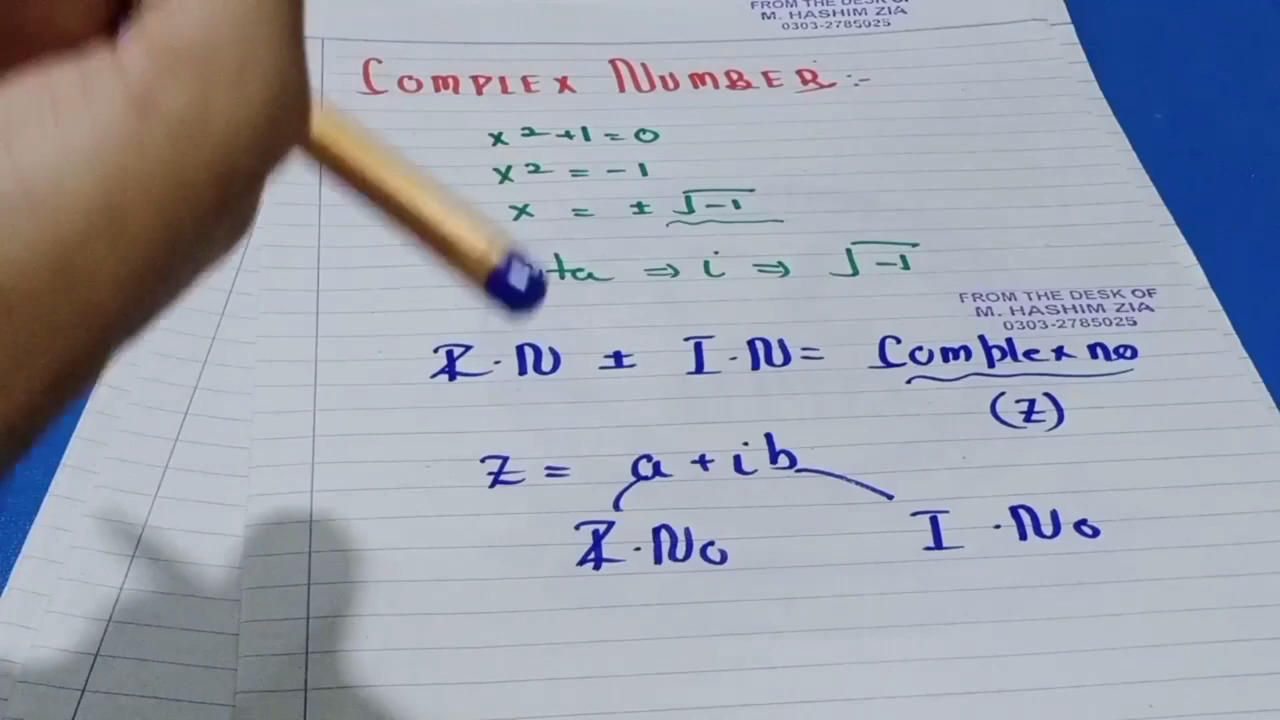 FROM THE DESK OF
M. HASHIM ZIA
0303-2785025
COMPLEX NUMBER:-
x²+1=0
x² = -1
x = ± √-1
⇒ i ⇒ √-1
FROM THE DESK OF
M. HASHIM ZIA
0303-2785025
R.N ± I.N = Complex no
(Z)
Z = a + ib
R.No I.No